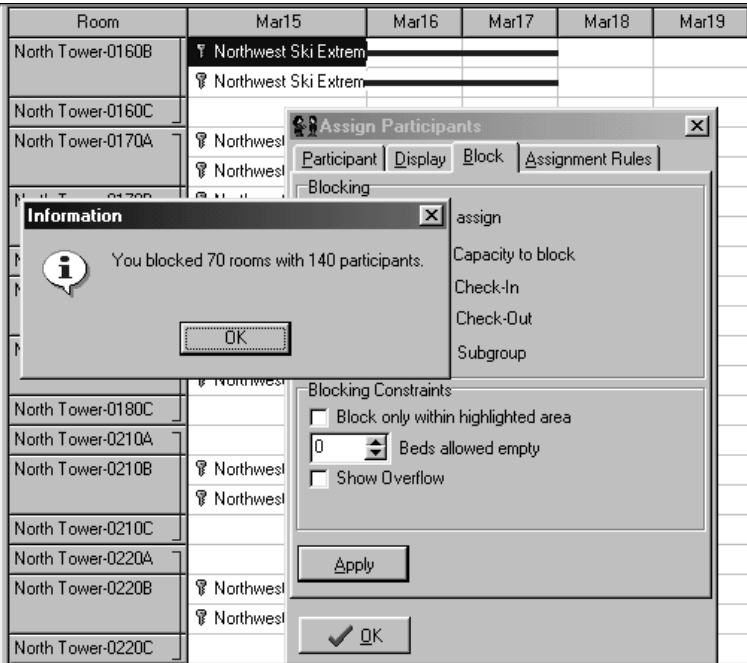 Room Mar15 Mar16 Mar17 Mar18 Mar19
North Tower-0160B Northwest Ski Extrem
Northwest Ski Extrem
North Tower-0160C
North Tower-0170A Northwest
Northwest
Assign Participants
Participant Display Block Assignment Rules
Blocking
assign
Capacity to block
Check-In
Check-Out
Subgroup
Information
You blocked 70 rooms with 140 participants.
OK
Blocking Constraints
Block only within highlighted area
0 Beds allowed empty
Show Overflow
Apply
OK
North Tower-0180C
North Tower-0210A
North Tower-0210B Northwest
Northwest
North Tower-0210C
North Tower-0220A
North Tower-0220B Northwest
Northwest
North Tower-0220C